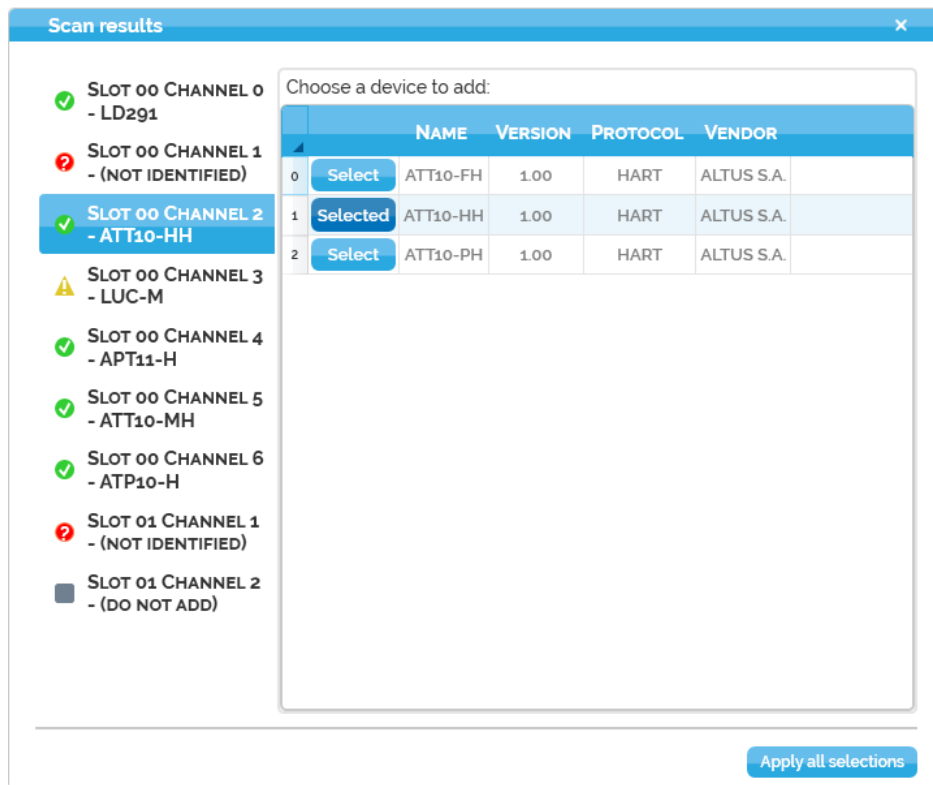 Scan results
Slot 00 Channel 0
- LD291
Slot 00 Channel 1
- (not identified)
Slot 00 Channel 2
- ATT10-HH
Slot 00 Channel 3
- LUC-M
Slot 00 Channel 4
- APT11-H
Slot 00 Channel 5
- ATT10-MH
Slot 00 Channel 6
- ATP10-H
Slot 01 Channel 1
- (not identified)
Slot 01 Channel 2
- (do not add)
Choose a device to add:
Name Version Protocol Vendor
0 Select ATT10-FH 1.00 HART ALTUS S.A.
1 Selected ATT10-HH 1.00 HART ALTUS S.A.
2 Select ATT10-PH 1.00 HART ALTUS S.A.
Apply all selections